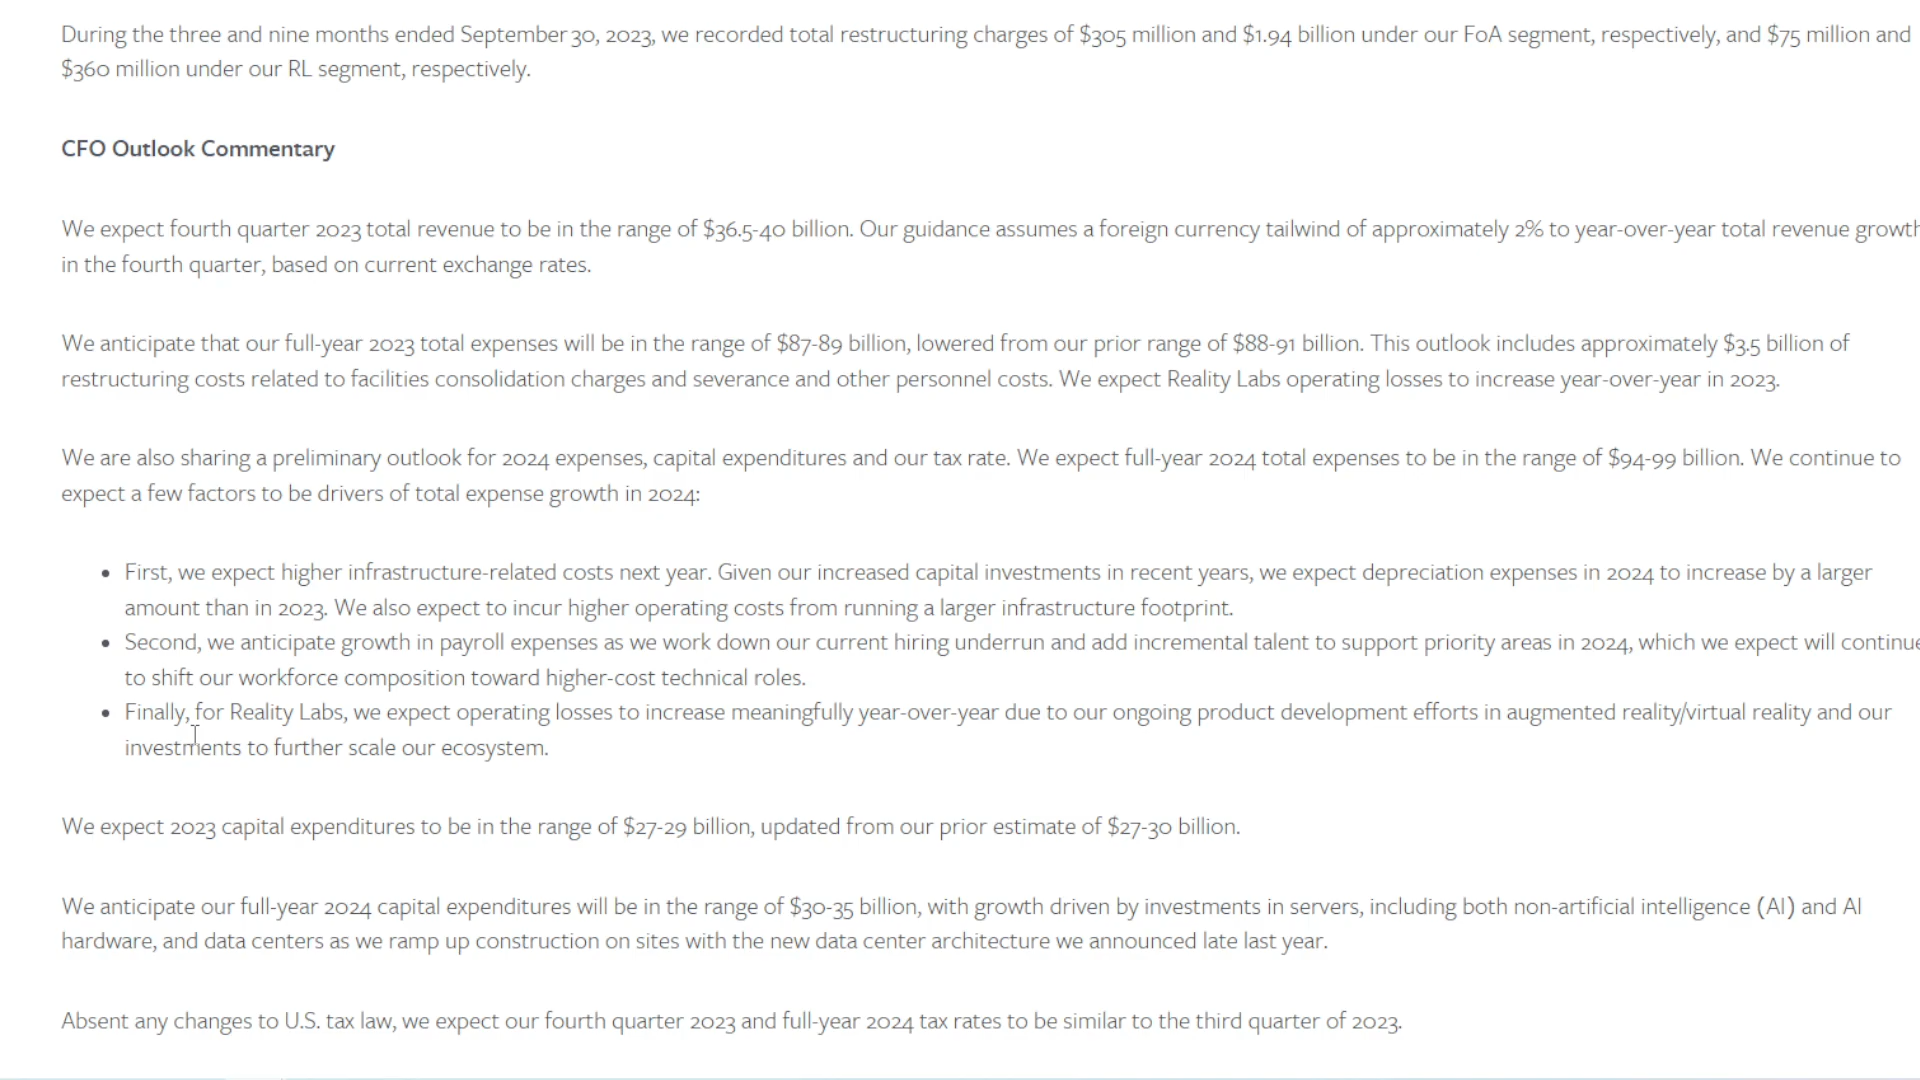 During the three and nine months ended September 30, 2023, we recorded total restructuring charges of $305 million and $1.94 billion under our FoA segment, respectively, and $75 million and
$360 million under our RL segment, respectively.
CFO Outlook Commentary
We expect fourth quarter 2023 total revenue to be in the range of $36.5-40 billion. Our guidance assumes a foreign currency tailwind of approximately 2% to year-over-year total revenue growth
in the fourth quarter, based on current exchange rates.
We anticipate that our full-year 2023 total expenses will be in the range of $87-89 billion, lowered from our prior range of $88-91 billion. This outlook includes approximately $3.5 billion of
restructuring costs related to facilities consolidation charges and severance and other personnel costs. We expect Reality Labs operating losses to increase year-over-year in 2023.
We are also sharing a preliminary outlook for 2024 expenses, capital expenditures and our tax rate. We expect full-year 2024 total expenses to be in the range of $94-99 billion. We continue to
expect a few factors to be drivers of total expense growth in 2024:
• First, we expect higher infrastructure-related costs next year. Given our increased capital investments in recent years, we expect depreciation expenses in 2024 to increase by a larger
amount than in 2023. We also expect to incur higher operating costs from running a larger infrastructure footprint.
• Second, we anticipate growth in payroll expenses as we work down our current hiring underrun and add incremental talent to support priority areas in 2024, which we expect will continue
to shift our workforce composition toward higher-cost technical roles.
• Finally, for Reality Labs, we expect operating losses to increase meaningfully year-over-year due to our ongoing product development efforts in augmented reality/virtual reality and our
investments to further scale our ecosystem.
We expect 2023 capital expenditures to be in the range of $27-29 billion, updated from our prior estimate of $27-30 billion.
We anticipate our full-year 2024 capital expenditures will be in the range of $30-35 billion, with growth driven by investments in servers, including both non-artificial intelligence (AI) and AI
hardware, and data centers as we ramp up construction on sites with the new data center architecture we announced late last year.
Absent any changes to U.S. tax law, we expect our fourth quarter 2023 and full-year 2024 tax rates to be similar to the third quarter of 2023.